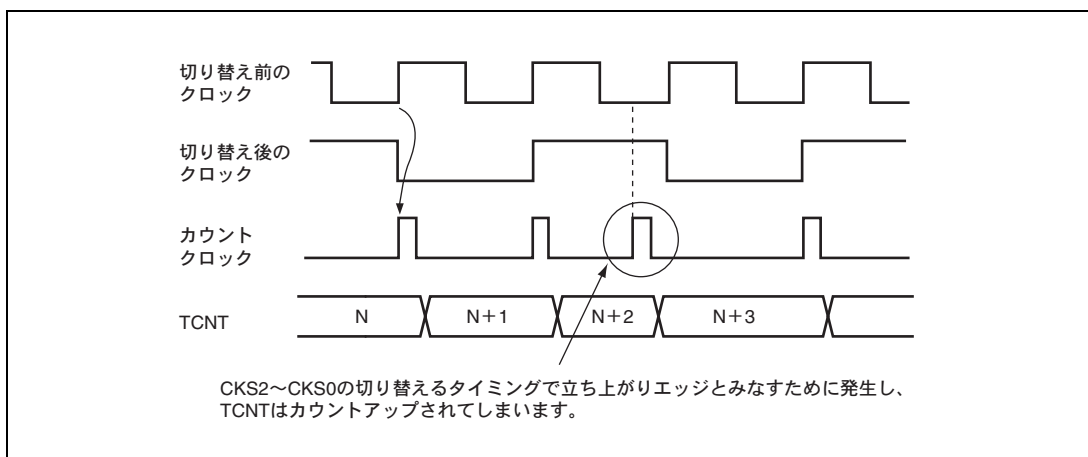 切り替え前の
クロック
切り替え後の
クロック
カウント
クロック
TCNT
N
N+1
N+2
N+3
CKS2～CKS0の切り替えるタイミングで立ち上がりエッジとみなすために発生し、
TCNTはカウントアップされてしまいます。